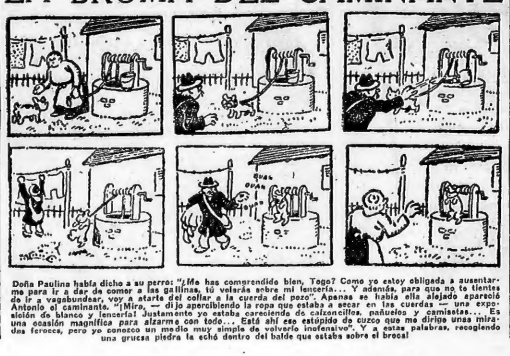 LA BROMA DEL CAMINANTE
GUAU
GUAU
Doña Paulina había dicho a su perro: "¿Me has comprendido bien, Togo? Como yo estoy obligada a ausentar-
me para ir a dar de comer a las gallinas, tú velarás sobre mi lencería... Y además, para que no te tientes
de ir a vagabundear, voy a atarte del collar a la cuerda del pozo". Apenas se había ella alejado apareció
Antonio el caminante. "¡Mira, — dijo apercibiendo la ropa que estaba a secar en las cuerdas — una expo-
sición de blanco y lencería! Justamente yo estaba careciendo de calzoncillos, pañuelos y camisetas... Es
una ocasión magnífica para alzarme con todo... Está ahí ese estúpido de cuzco que me dirige unas mira-
das feroces, pero yo conozco un medio muy simple de volverlo inofensivo". Y a estas palabras, recogiendo
una gruesa piedra la echó dentro del balde que estaba sobre el brocal